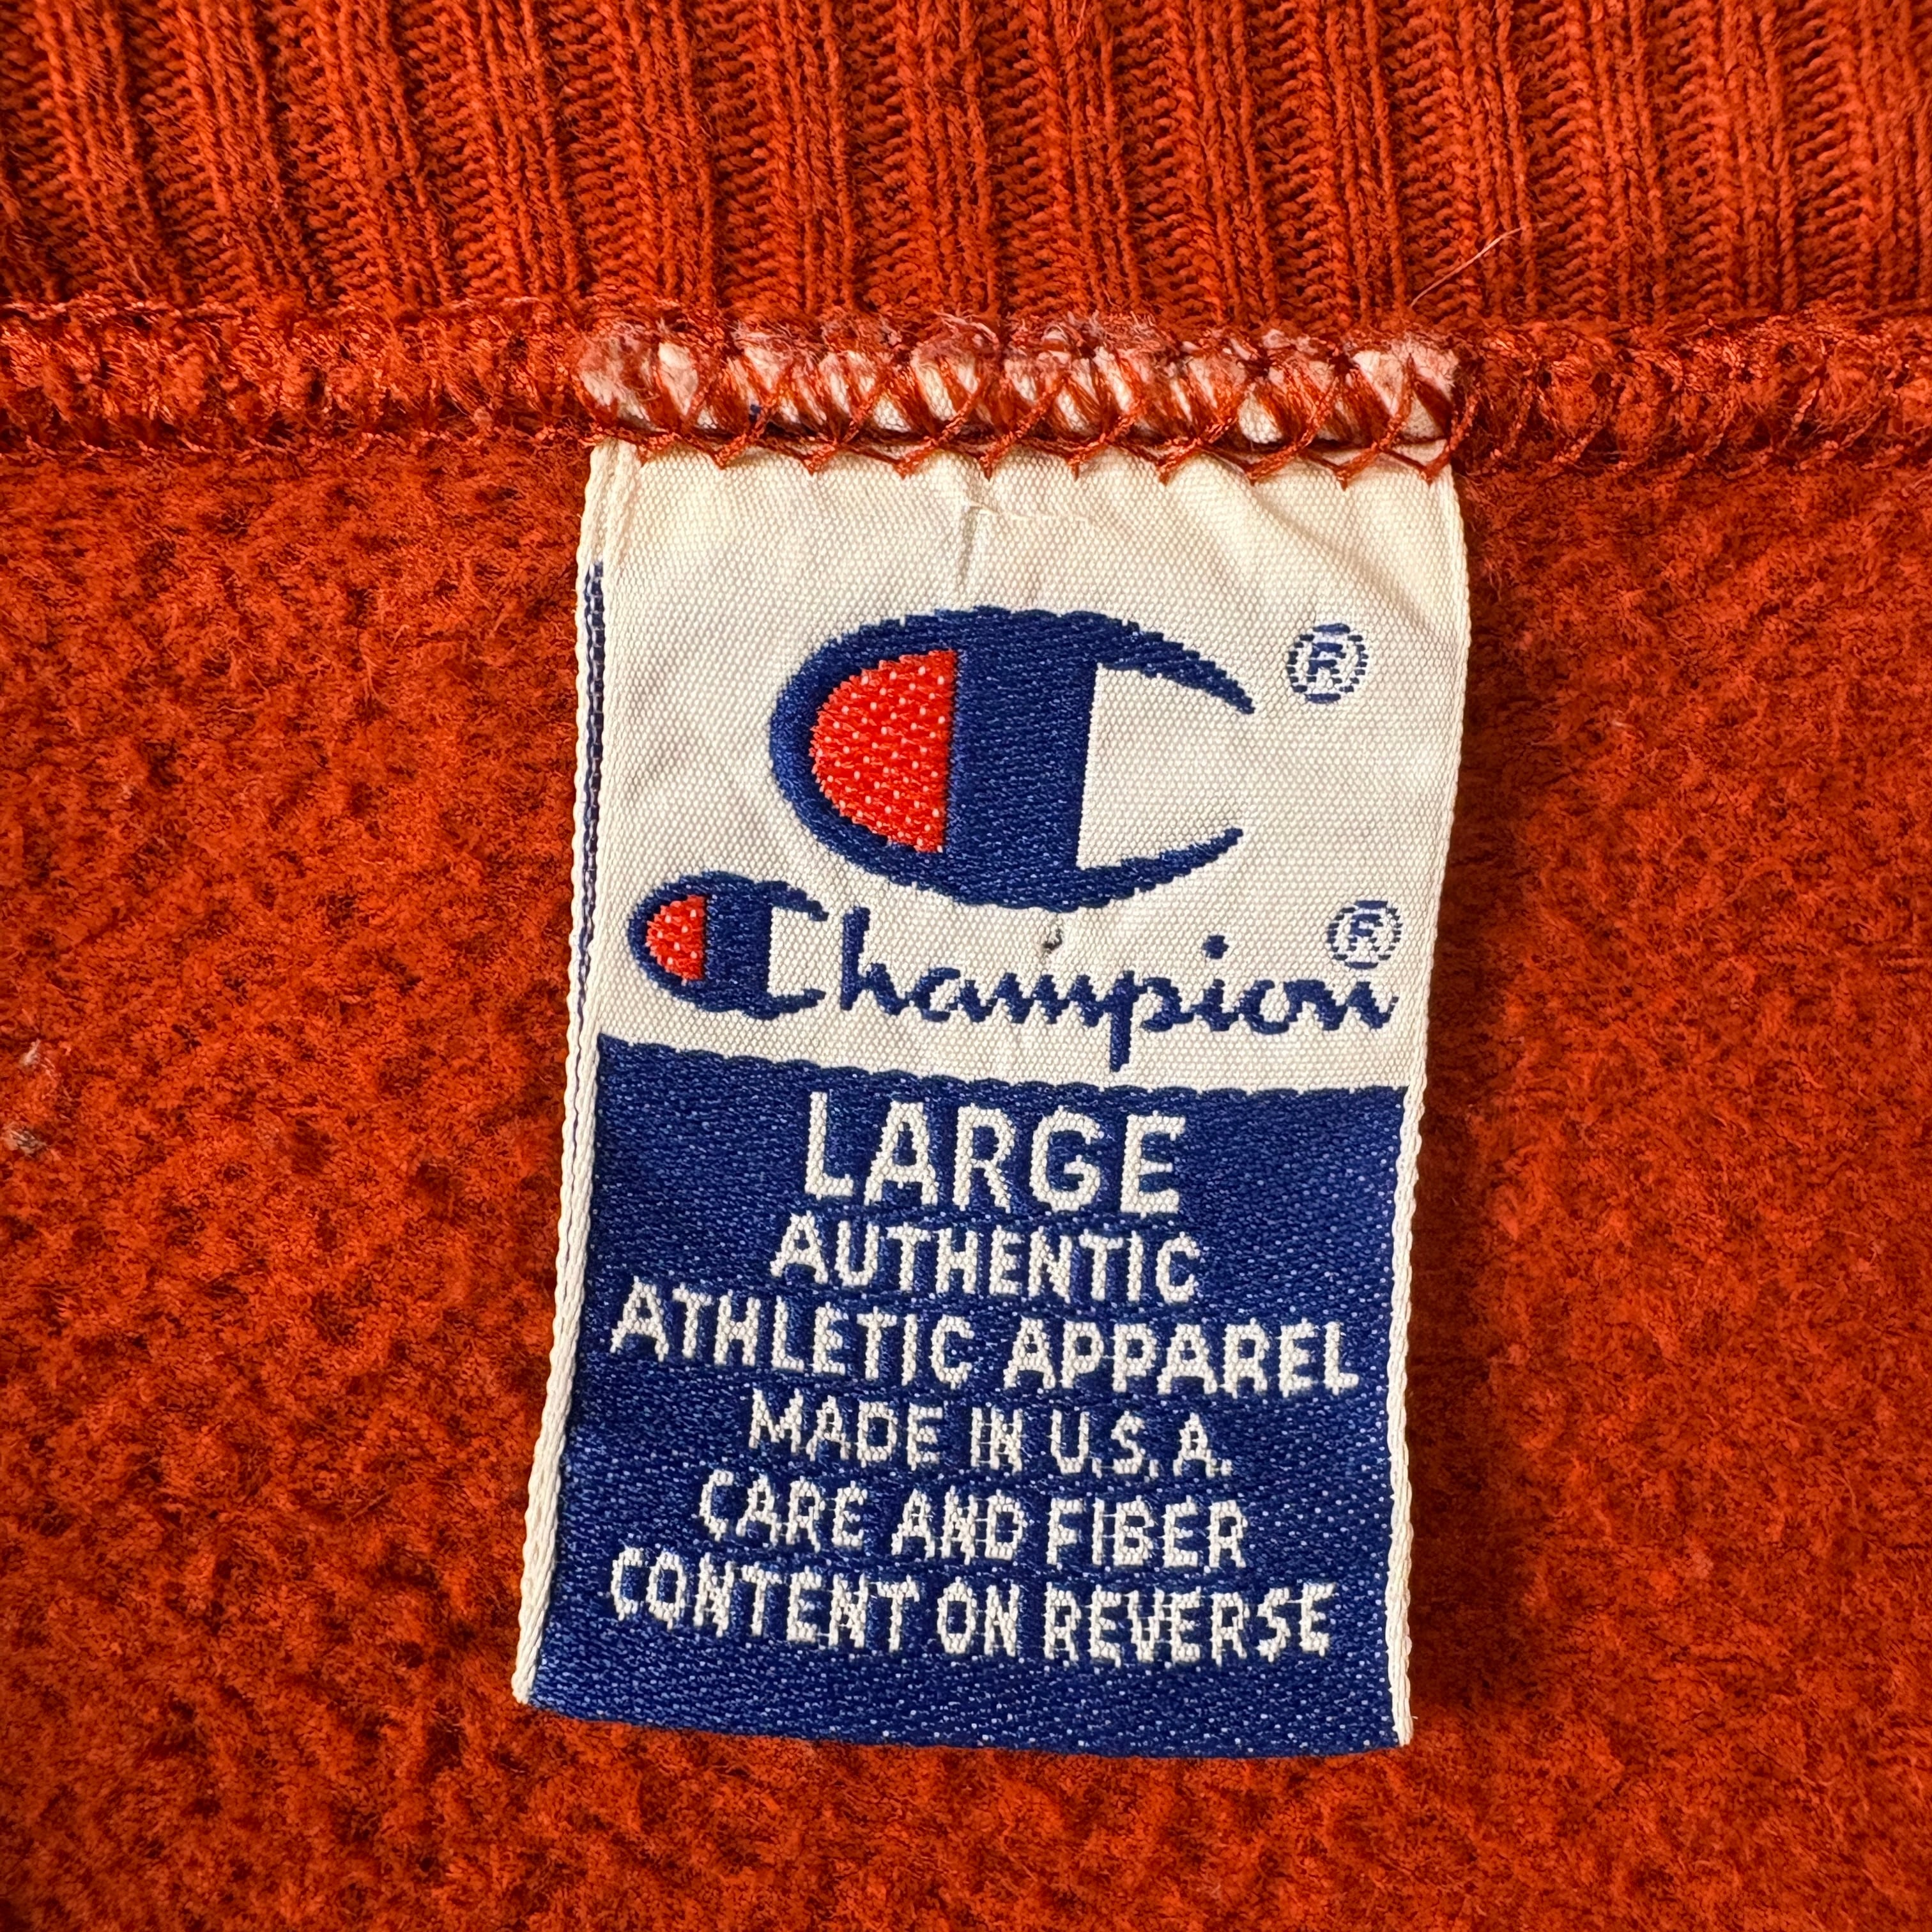 ®
Champion®
LARGE
AUTHENTIC
ATHLETIC APPAREL
MADE IN U.S.A.
CARE AND FIBER
CONTENT ON REVERSE